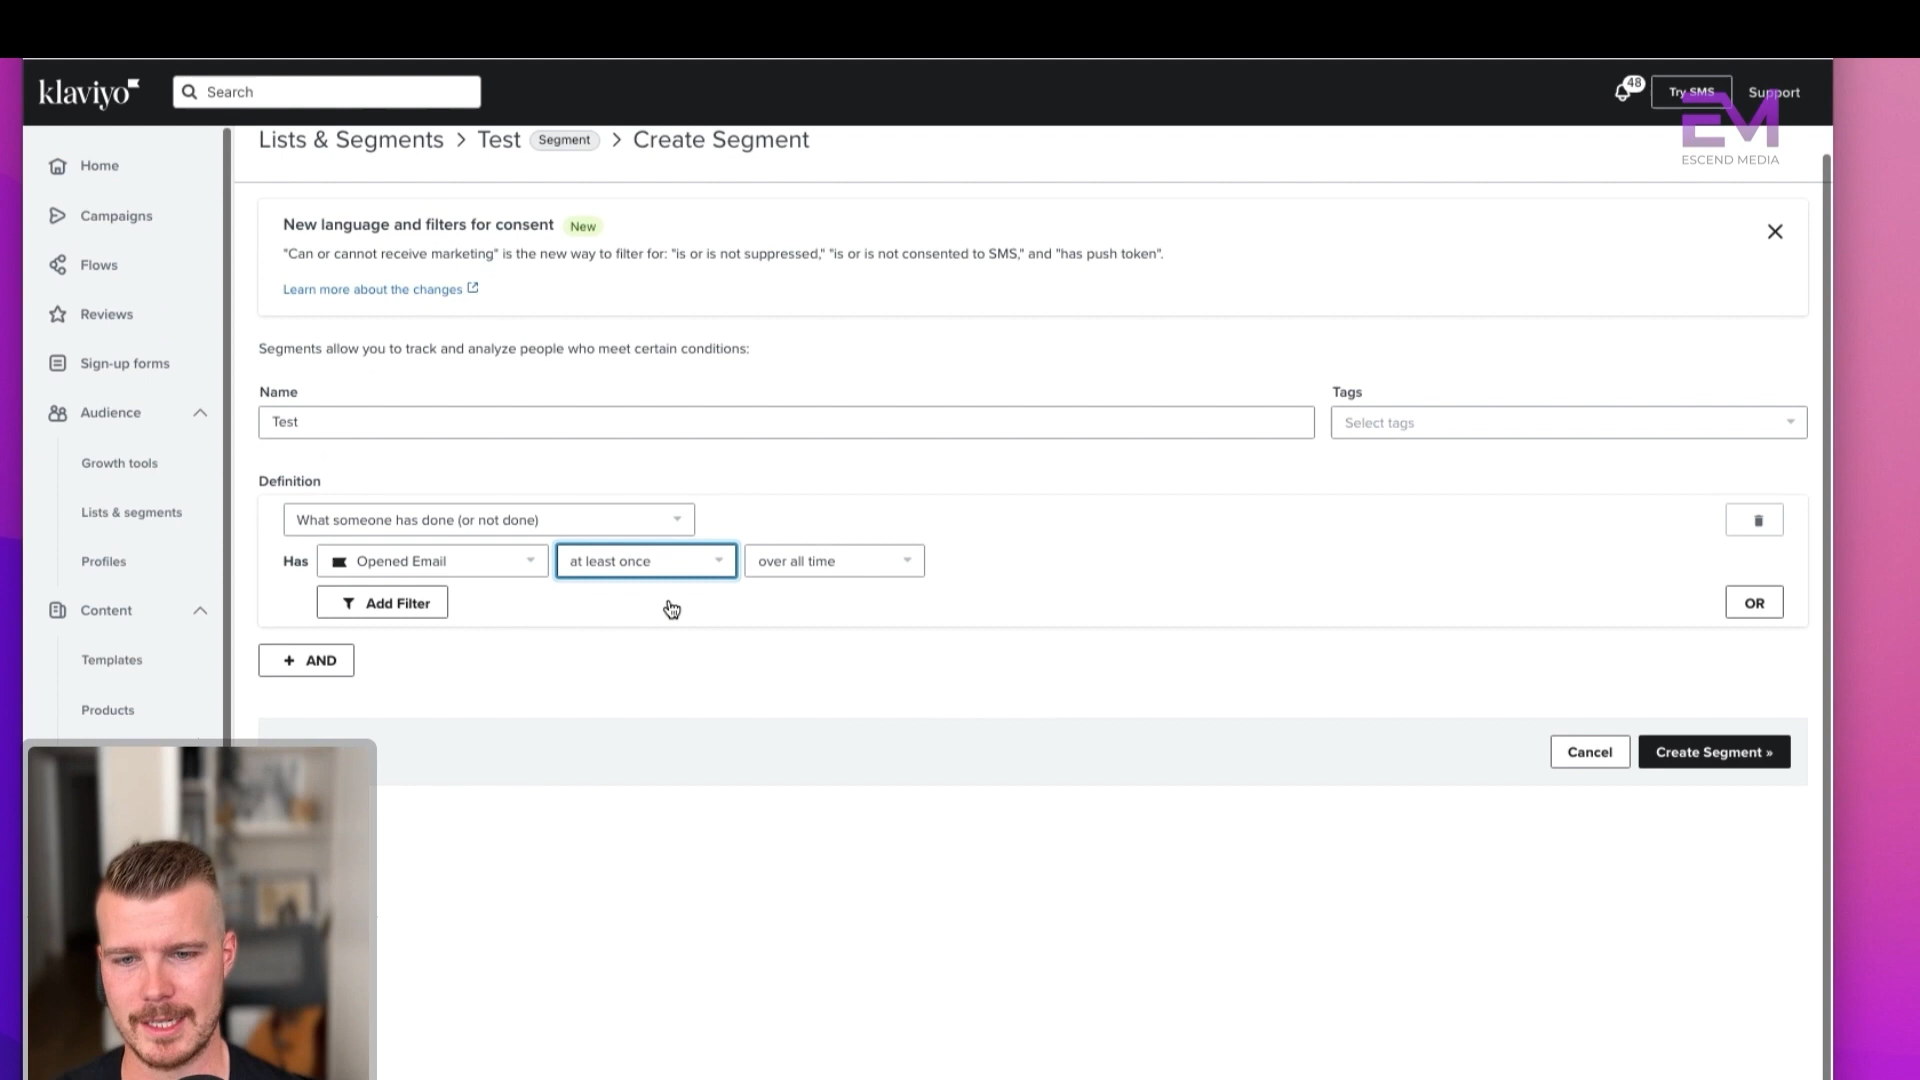 klaviyo
Search
48
Try SMS
Support
EM
ESCEND MEDIA
Lists & Segments > Test Segment > Create Segment
Home
Campaigns
Flows
Reviews
Sign-up forms
Audience
Growth tools
Lists & segments
Profiles
Content
Templates
Products
New language and filters for consent New
"Can or cannot receive marketing" is the new way to filter for: "is or is not suppressed," "is or is not consented to SMS," and "has push token".
Learn more about the changes
Segments allow you to track and analyze people who meet certain conditions:
Name
Tags
Test
Select tags
Definition
What someone has done (or not done)
Has Opened Email at least once over all time
Add Filter
OR
+ AND
Cancel
Create Segment »